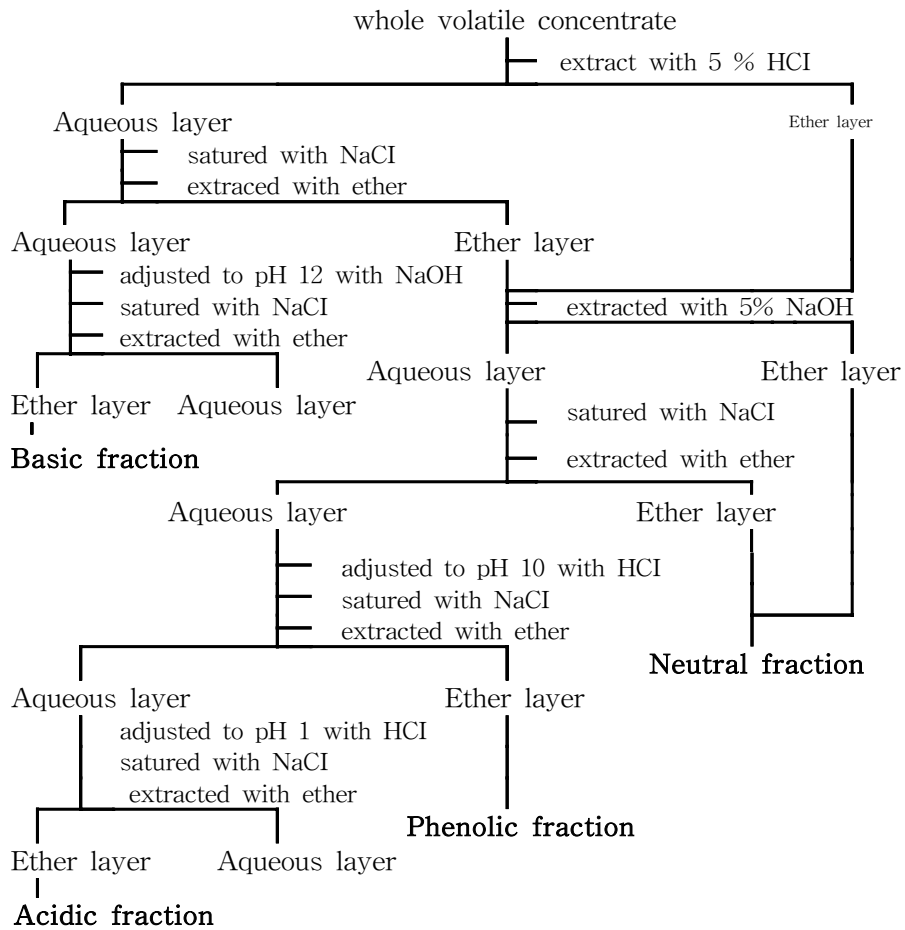 whole volatile concentrate
extract with 5 % HCI
Aqueous layer
Ether layer
satured with NaCI
extraced with ether
Aqueous layer
Ether layer
adjusted to pH 12 with NaOH
satured with NaCI
extracted with ether
extracted with 5% NaOH
Aqueous layer
Ether layer
Ether layer
Aqueous layer
Basic fraction
satured with NaCI
extracted with ether
Aqueous layer
Ether layer
adjusted to pH 10 with HCI
satured with NaCI
extracted with ether
Neutral fraction
Aqueous layer
Ether layer
adjusted to pH 1 with HCI
satured with NaCI
extracted with ether
Phenolic fraction
Ether layer
Aqueous layer
Acidic fraction